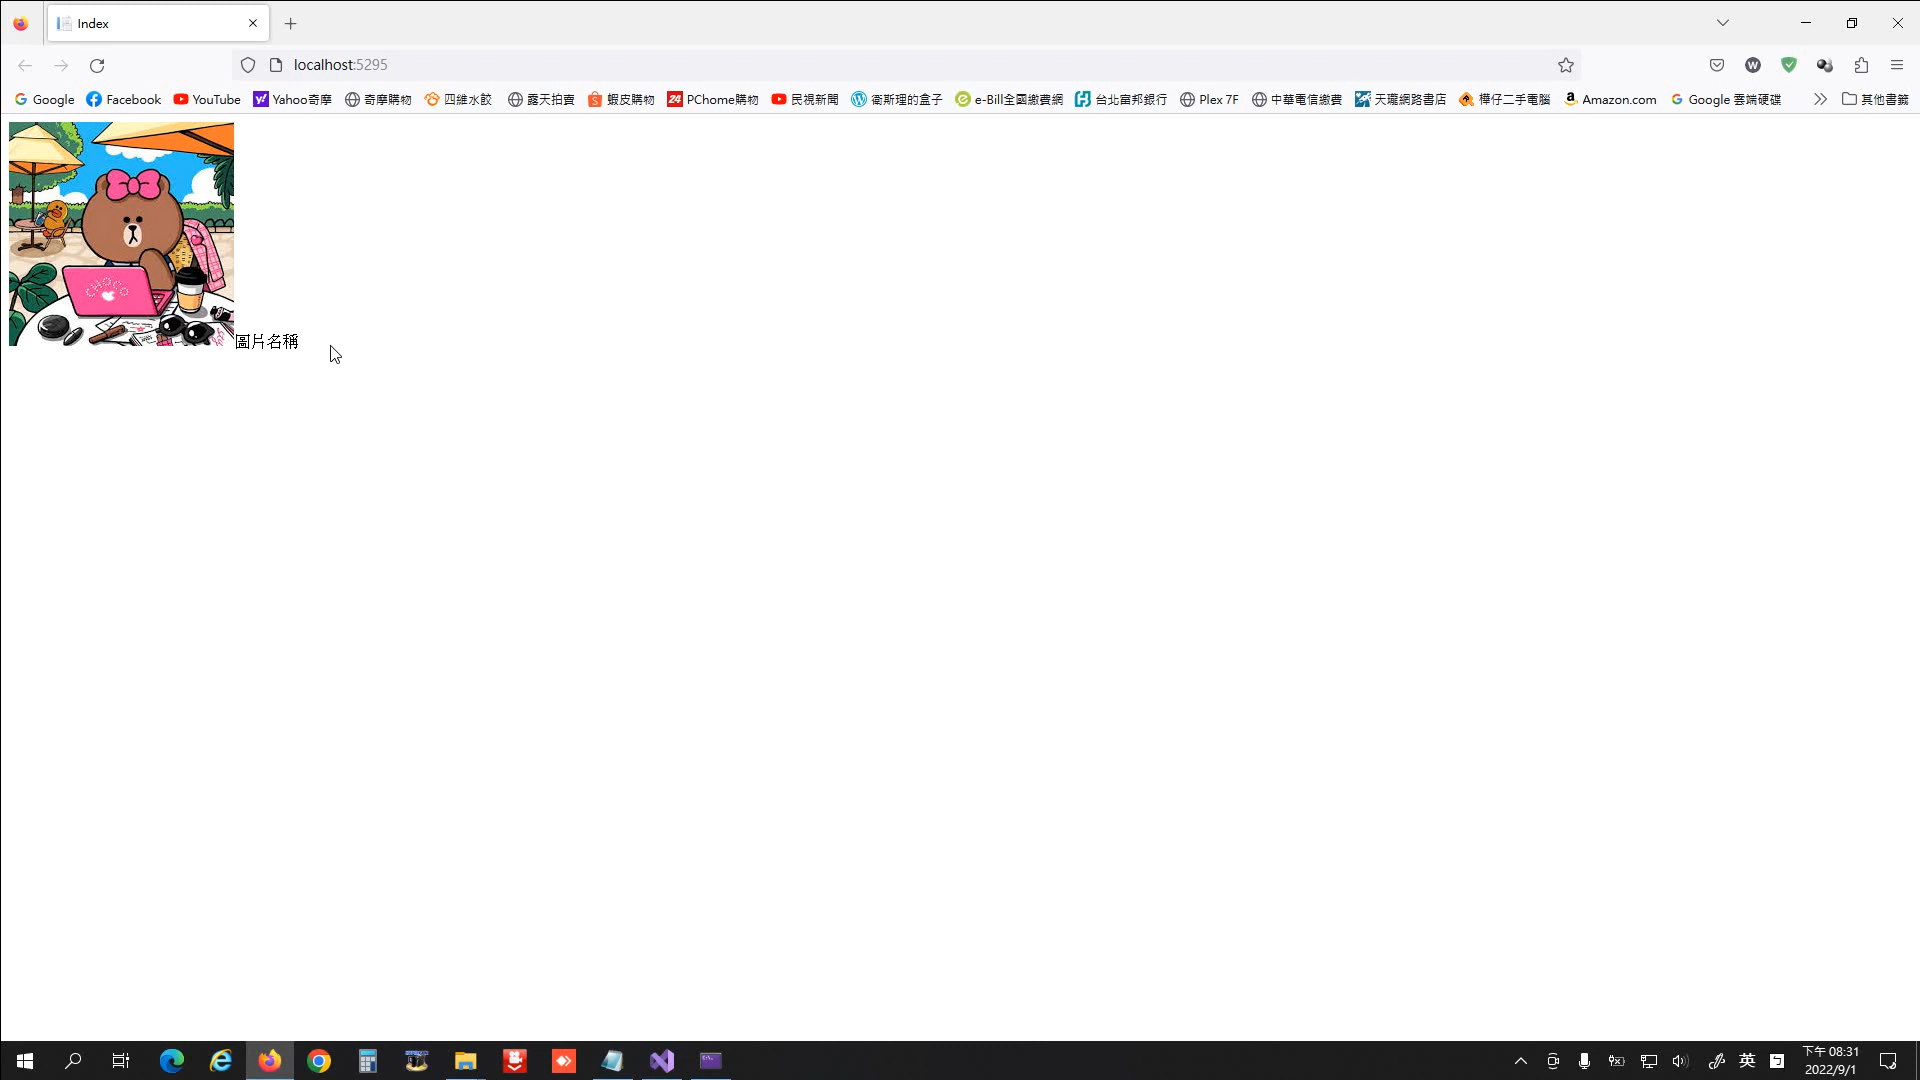 Index
localhost:5295
Google Facebook YouTube Yahoo奇摩 奇摩購物 四維水餃 露天拍賣 蝦皮購物 24 PChome購物 民視新聞 衛斯理的盒子 e-Bill全國繳費網 台北富邦銀行 Plex 7F 中華電信繳費 天瓏網路書店 樺仔二手電腦 Amazon.com Google 雲端硬碟 其他書籤
CHOCO
圖片名稱
英
下午 08:31
2022/9/1